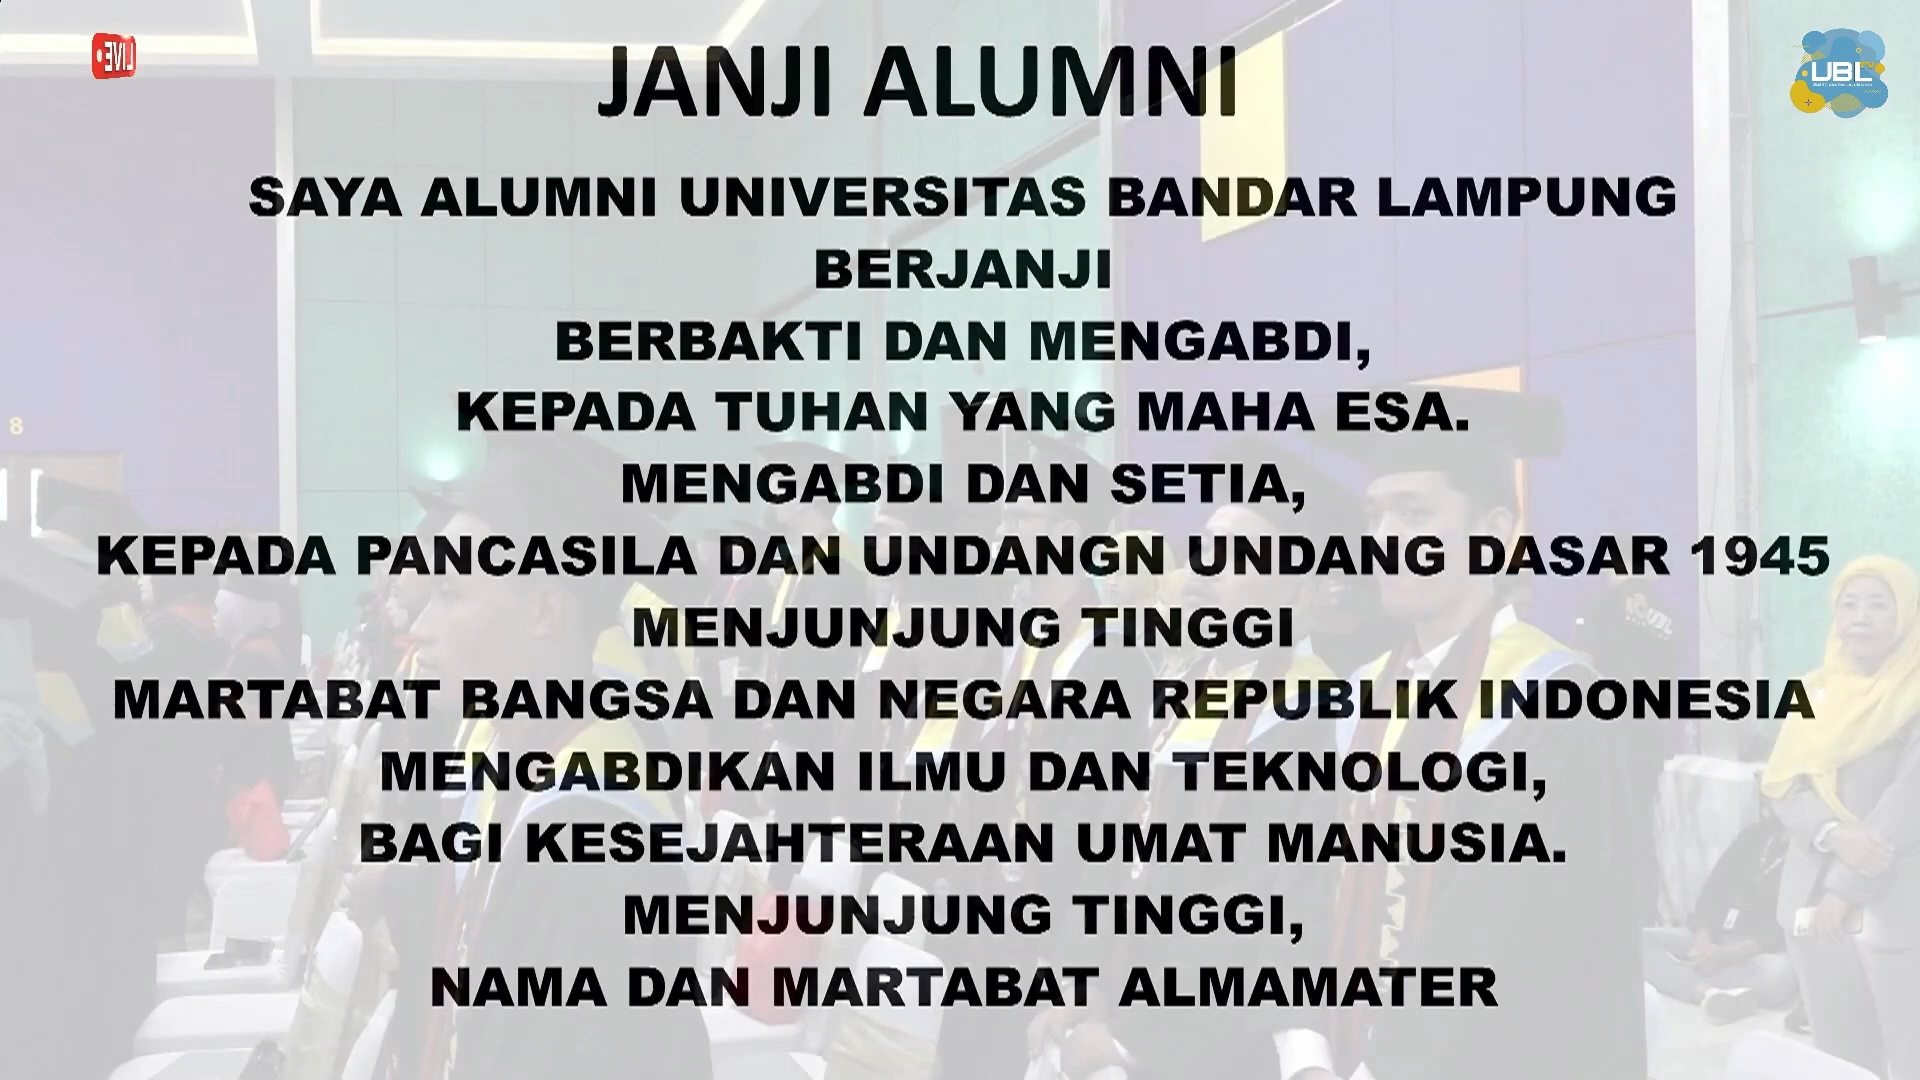 LIVE
JANJI ALUMNI
UBL
SAYA ALUMNI UNIVERSITAS BANDAR LAMPUNG
BERJANJI
BERBAKTI DAN MENGABDI,
KEPADA TUHAN YANG MAHA ESA.
8
MENGABDI DAN SETIA,
KEPADA PANCASILA DAN UNDANGN UNDANG DASAR 1945
MENJUNJUNG TINGGI
MARTABAT BANGSA DAN NEGARA REPUBLIK INDONESIA
MENGABDIKAN ILMU DAN TEKNOLOGI,
BAGI KESEJAHTERAAN UMAT MANUSIA.
MENJUNJUNG TINGGI,
NAMA DAN MARTABAT ALMAMATER